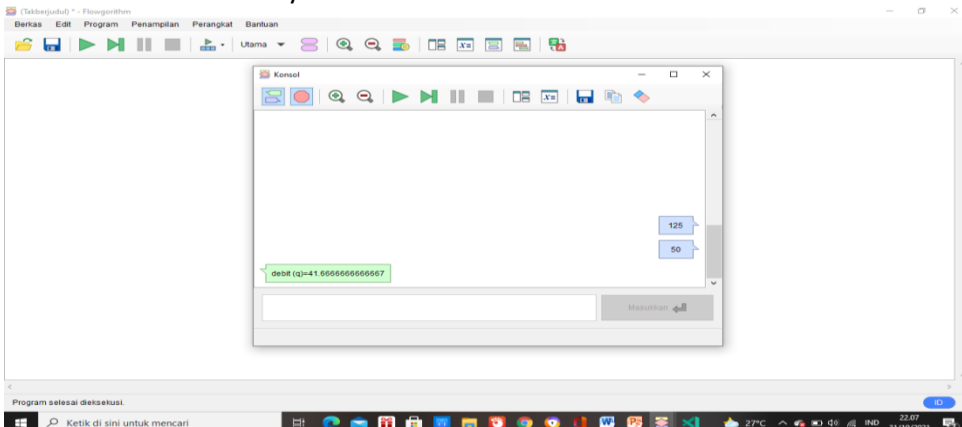 (Takberjudul) * - Flowgorithm
Berkas Edit Program Penampilan Perangkat Bantuan
Utama
Konsol
125
50
debit (q)=41.6666666666667
Masukkan
Program selesai dieksekusi.
ID
Ketik di sini untuk mencari
27°C
IND
22.07